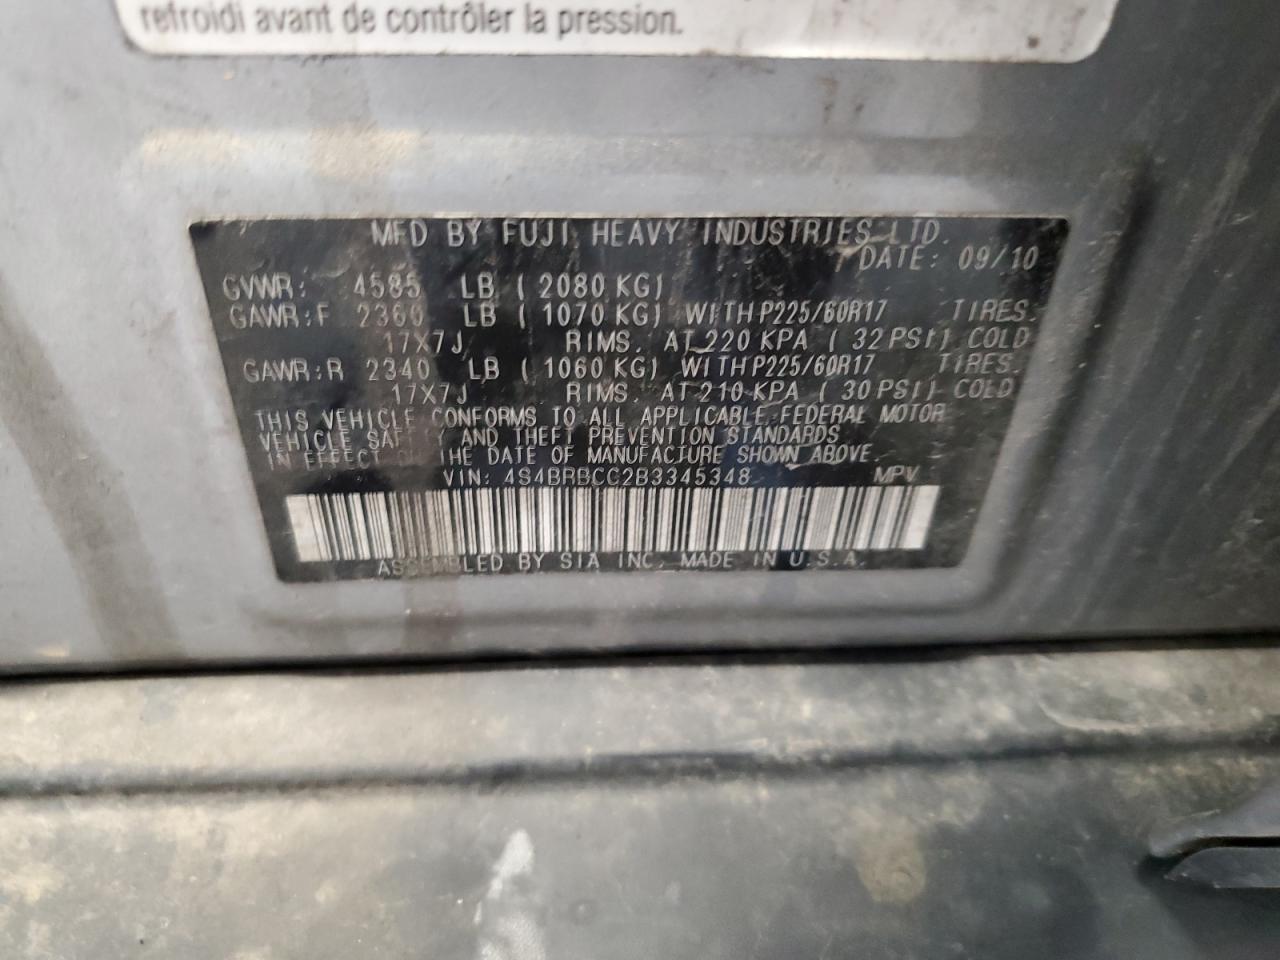 refroidi avant de contrôler la pression.
MFD BY FUJI HEAVY INDUSTRIES LTD.
DATE: 09/10
GVWR: 4585 LB ( 2080 KG)
GAWR:F 2360 LB ( 1070 KG) WITH P225/60R17 TIRES.
17X7J RIMS. AT 220 KPA ( 32 PSI) COLD
GAWR:R 2340 LB ( 1060 KG) WITH P225/60R17 TIRES.
17X7J RIMS. AT 210 KPA ( 30 PSI) COLD
THIS VEHICLE CONFORMS TO ALL APPLICABLE FEDERAL MOTOR
VEHICLE SAFETY AND THEFT PREVENTION STANDARDS
IN EFFECT ON THE DATE OF MANUFACTURE SHOWN ABOVE.
VIN: 4S4BRBCC2B3345348 MPV
ASSEMBLED BY SIA INC. MADE IN U.S.A.